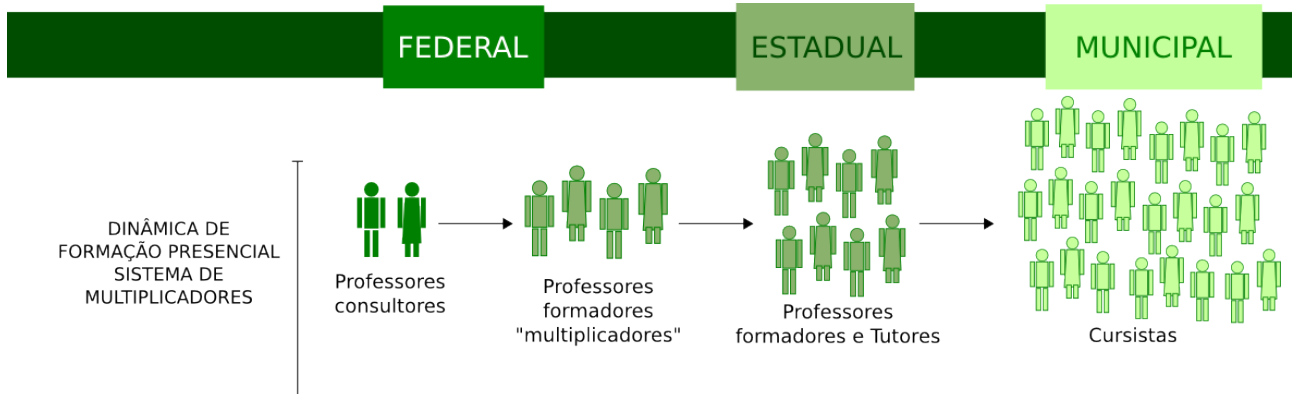 FEDERAL
ESTADUAL
MUNICIPAL
DINÂMICA DE
FORMAÇÃO PRESENCIAL
SISTEMA DE
MULTIPLICADORES
Professores
consultores
Professores
formadores
"multiplicadores"
Professores
formadores e Tutores
Cursistas